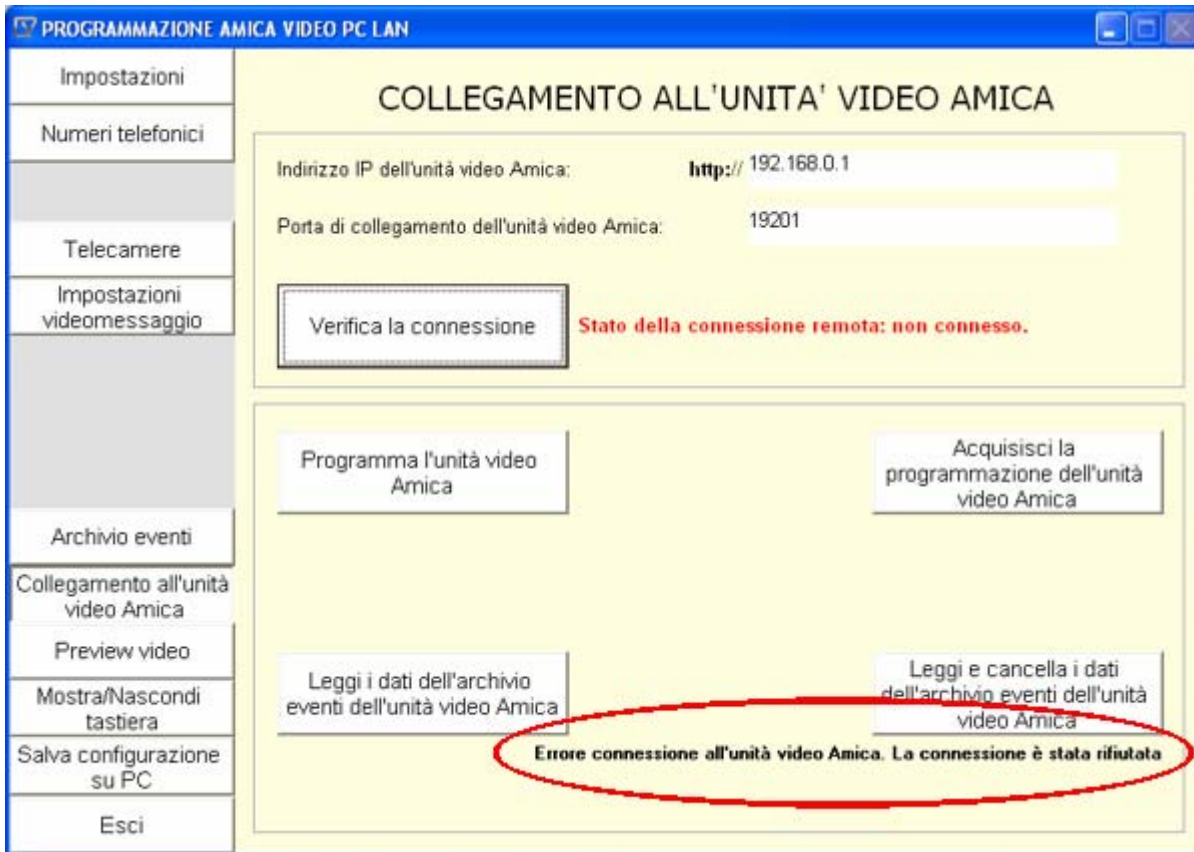 PROGRAMMAZIONE AMICA VIDEO PC LAN
Impostazioni
Numeri telefonici
Telecamere
Impostazioni
videomessaggio
Archivio eventi
Collegamento all'unità
video Amica
Preview video
Mostra/Nascondi
tastiera
Salva configurazione
su PC
Esci
COLLEGAMENTO ALL'UNITA' VIDEO AMICA
Indirizzo IP dell'unità video Amica: http:// 192.168.0.1
Porta di collegamento dell'unità video Amica: 19201
Verifica la connessione Stato della connessione remota: non connesso.
Programma l'unità video
Amica
Acquisisci la
programmazione dell'unità
video Amica
Leggi i dati dell'archivio
eventi dell'unità video Amica
Leggi e cancella i dati
dell'archivio eventi dell'unità
video Amica
Errore connessione all'unità video Amica. La connessione è stata rifiutata